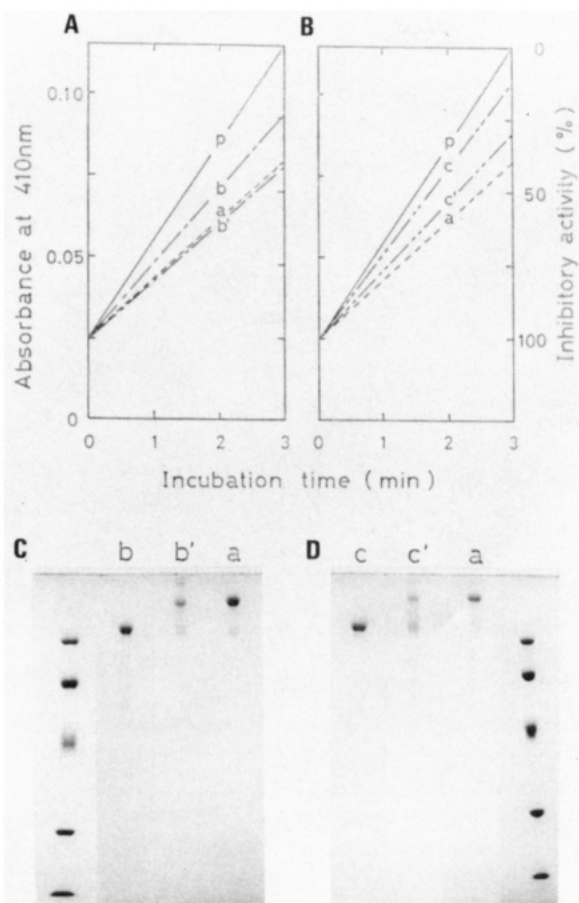 A
B
Absorbance at 410nm
0.10
0.05
0
p
b
a
b'
0
1
2
3
p
c
c'
a
0
1
2
3
0
50
100
Inhibitory activity (%)
Incubation time (min)
C
b
b'
a
D
c
c'
a